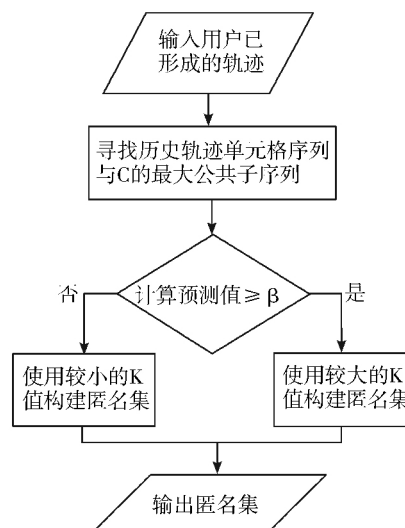 输入用户已
形成的轨迹
寻找历史轨迹单元格序列
与C的最大公共子序列
计算预测值≥β
否
是
使用较小的K
值构建匿名集
使用较大的K
值构建匿名集
输出匿名集